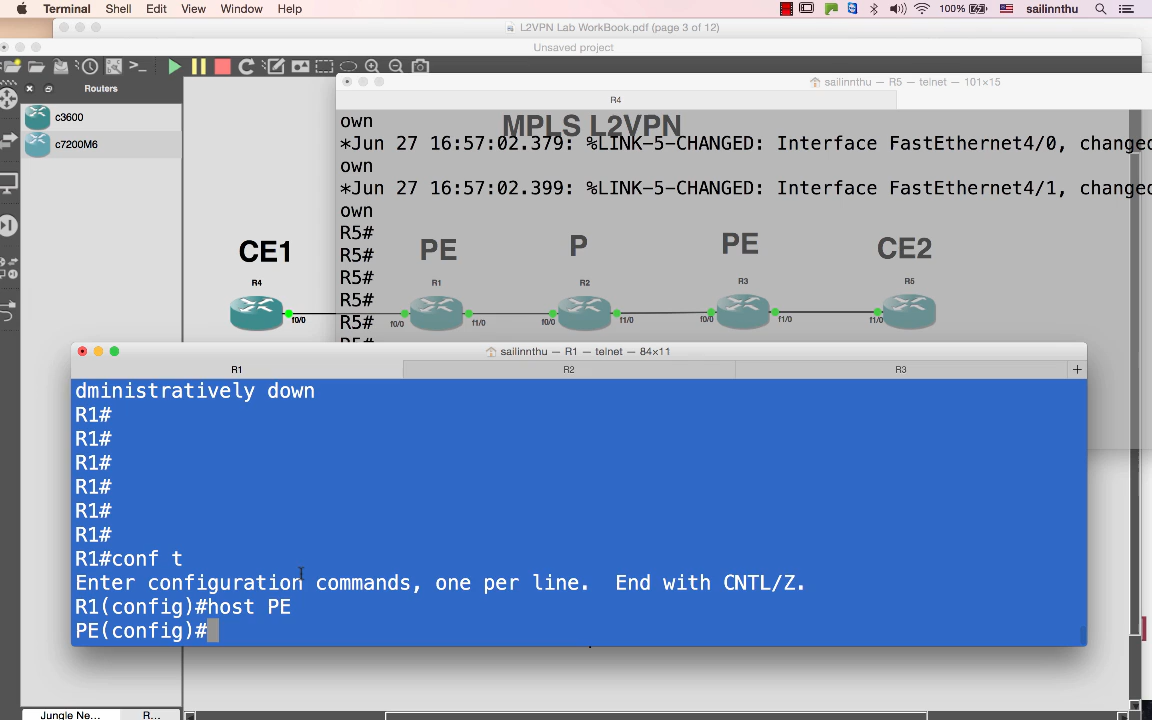 Terminal Shell Edit View Window Help 100% sailinnthu
L2VPN Lab WorkBook.pdf (page 3 of 12)
Unsaved project
Routers
c3600
c7200M6
sailinnthu — R5 — telnet — 101×15
R4
own
MPLS L2VPN
*Jun 27 16:57:02.379: %LINK-5-CHANGED: Interface FastEthernet4/0, changed
own
*Jun 27 16:57:02.399: %LINK-5-CHANGED: Interface FastEthernet4/1, changed
own
R5#
R5#
R5#
R5#
R5#
CE1 PE P PE CE2
R4 R1 R2 R3 R5
f0/0 f0/0 f1/0 f0/0 f1/0 f0/0 f1/0 f1/0
sailinnthu — R1 — telnet — 84×11
R1 R2 R3 +
dministratively down
R1#
R1#
R1#
R1#
R1#
R1#
R1#conf t
Enter configuration commands, one per line.  End with CNTL/Z.
R1(config)#host PE
PE(config)#
Jungle Ne... R...